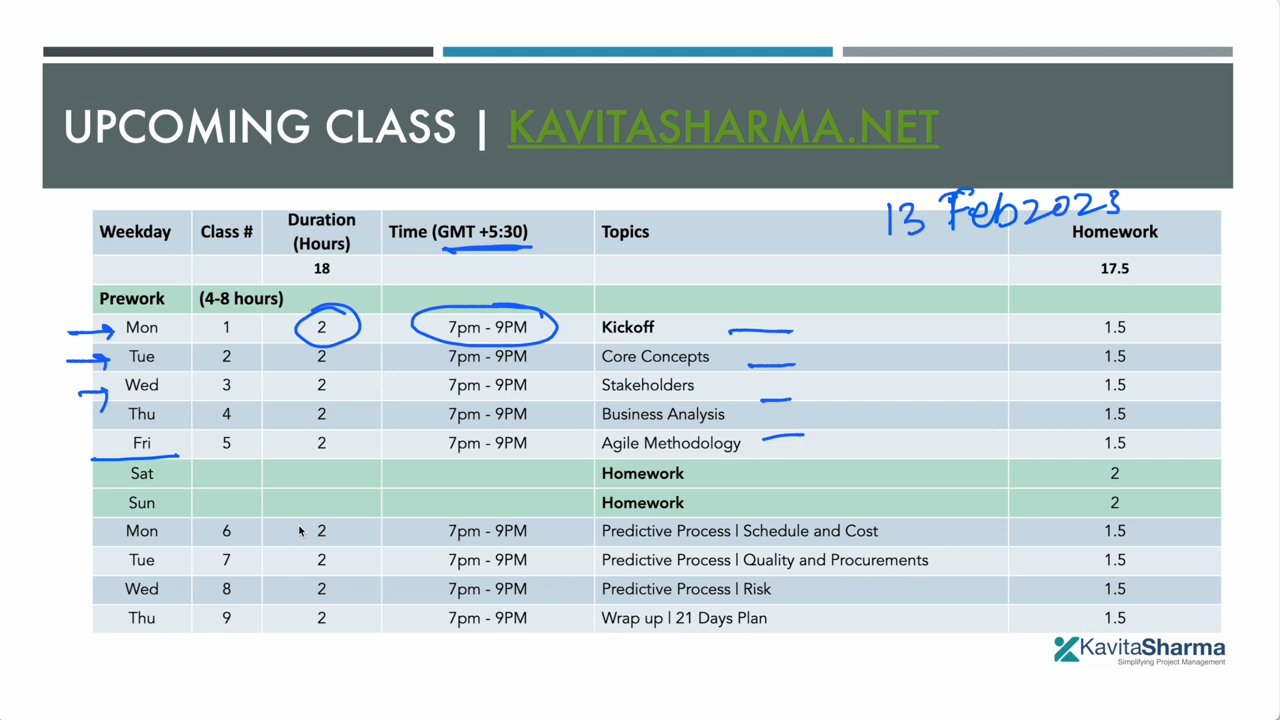 UPCOMING CLASS | KAVITASHARMA.NET
13 Feb 2023
Weekday Class # Duration (Hours) Time (GMT +5:30) Topics Homework
18 17.5
Prework (4-8 hours)
Mon 1 2 7pm - 9PM Kickoff 1.5
Tue 2 2 7pm - 9PM Core Concepts 1.5
Wed 3 2 7pm - 9PM Stakeholders 1.5
Thu 4 2 7pm - 9PM Business Analysis 1.5
Fri 5 2 7pm - 9PM Agile Methodology 1.5
Sat Homework 2
Sun Homework 2
Mon 6 2 7pm - 9PM Predictive Process | Schedule and Cost 1.5
Tue 7 2 7pm - 9PM Predictive Process | Quality and Procurements 1.5
Wed 8 2 7pm - 9PM Predictive Process | Risk 1.5
Thu 9 2 7pm - 9PM Wrap up | 21 Days Plan 1.5
KavitaSharma
Simplifying Project Management